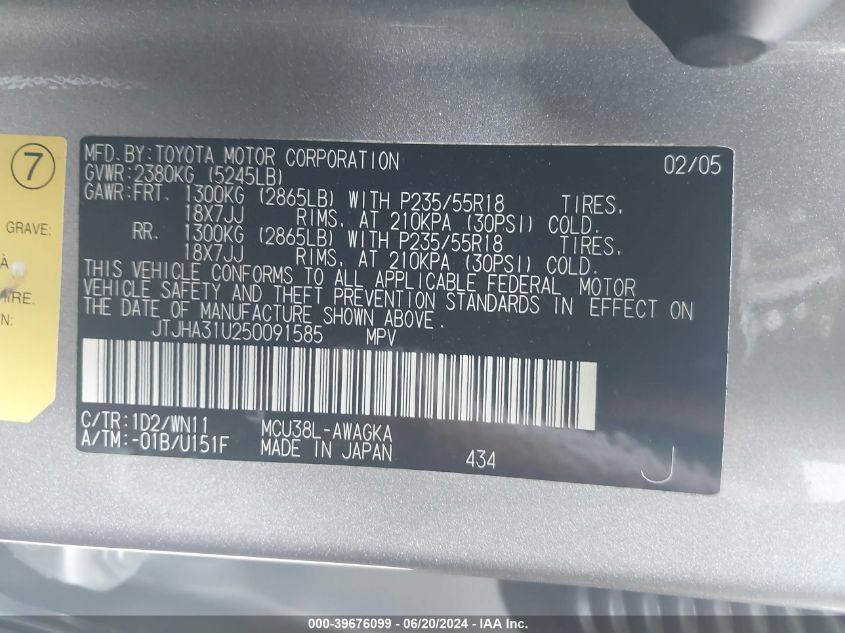 7
GRAVE:
À
IRE.
N:
MFD.BY:TOYOTA MOTOR CORPORATION 02/05
GVWR:2380KG (5245LB)
GAWR:FRT. 1300KG (2865LB) WITH P235/55R18 TIRES,
18X7JJ RIMS, AT 210KPA (30PSI) COLD.
RR. 1300KG (2865LB) WITH P235/55R18 TIRES,
18X7JJ RIMS, AT 210KPA (30PSI) COLD.
THIS VEHICLE CONFORMS TO ALL APPLICABLE FEDERAL MOTOR
VEHICLE SAFETY AND THEFT PREVENTION STANDARDS IN EFFECT ON
THE DATE OF MANUFACTURE SHOWN ABOVE.
JTJHA31U250091585 MPV
C/TR:1D2/WN11 MCU38L-AWAGKA
A/TM:-01B/U151F MADE IN JAPAN 434 J
000-39676099 — 06/20/2024 — IAA Inc.